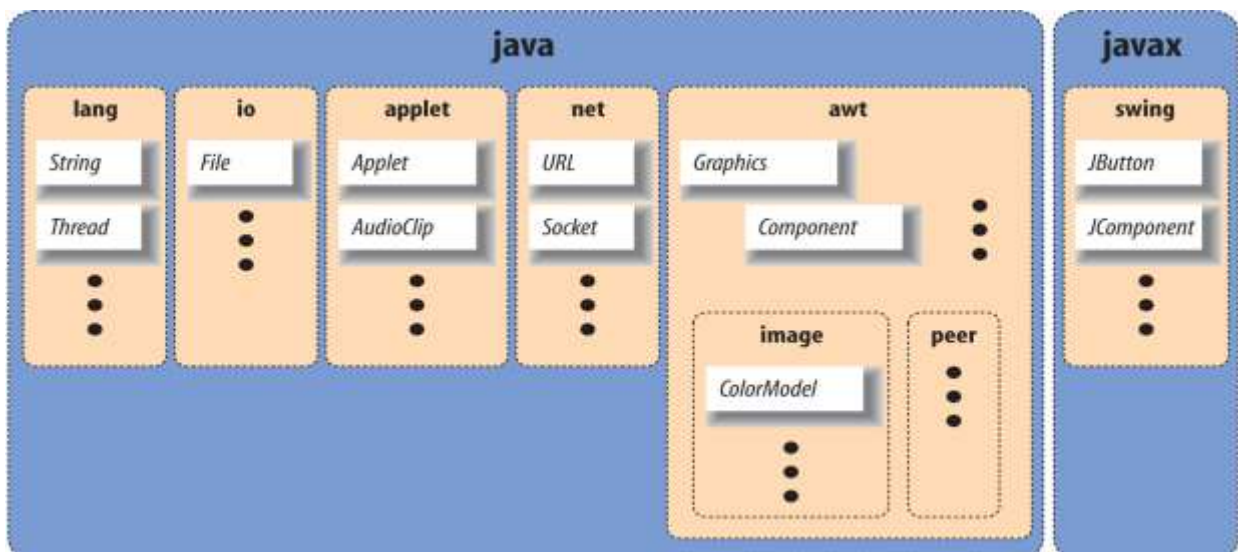 java
javax
lang
io
applet
net
awt
swing
String
File
Applet
URL
Graphics
JButton
Thread
AudioClip
Socket
Component
JComponent
image
peer
ColorModel